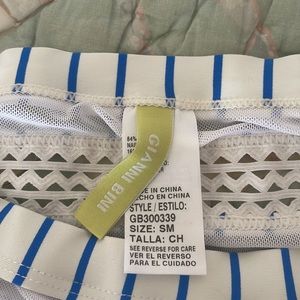 GIANNI BINI
84%
MADE IN CHINA
HECHO EN CHINA
STYLE / ESTILO:
GB300339
SIZE: SM
TALLA: CH
SEE REVERSE FOR CARE
VER EL REVERSO
PARA EL CUIDADO